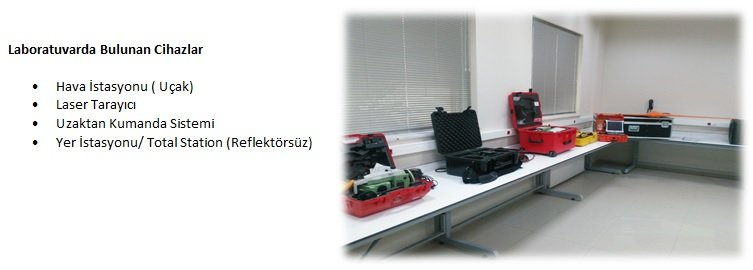 Laboratuvarda Bulunan Cihazlar
• Hava İstasyonu ( Uçak)
• Laser Tarayıcı
• Uzaktan Kumanda Sistemi
• Yer İstasyonu/ Total Station (Reflektörsüz)